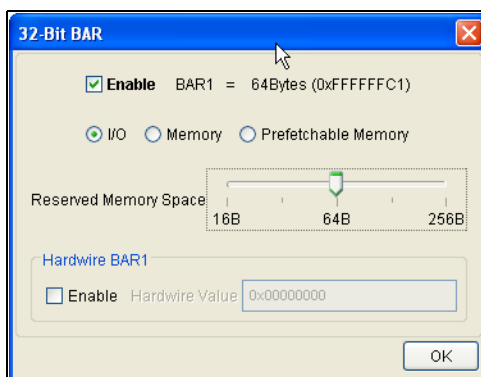 32-Bit BAR
Enable BAR1 = 64Bytes (0xFFFFFFC1)
I/O Memory Prefetchable Memory
Reserved Memory Space
16B 64B 256B
Hardwire BAR1
Enable Hardwire Value 0x00000000
OK